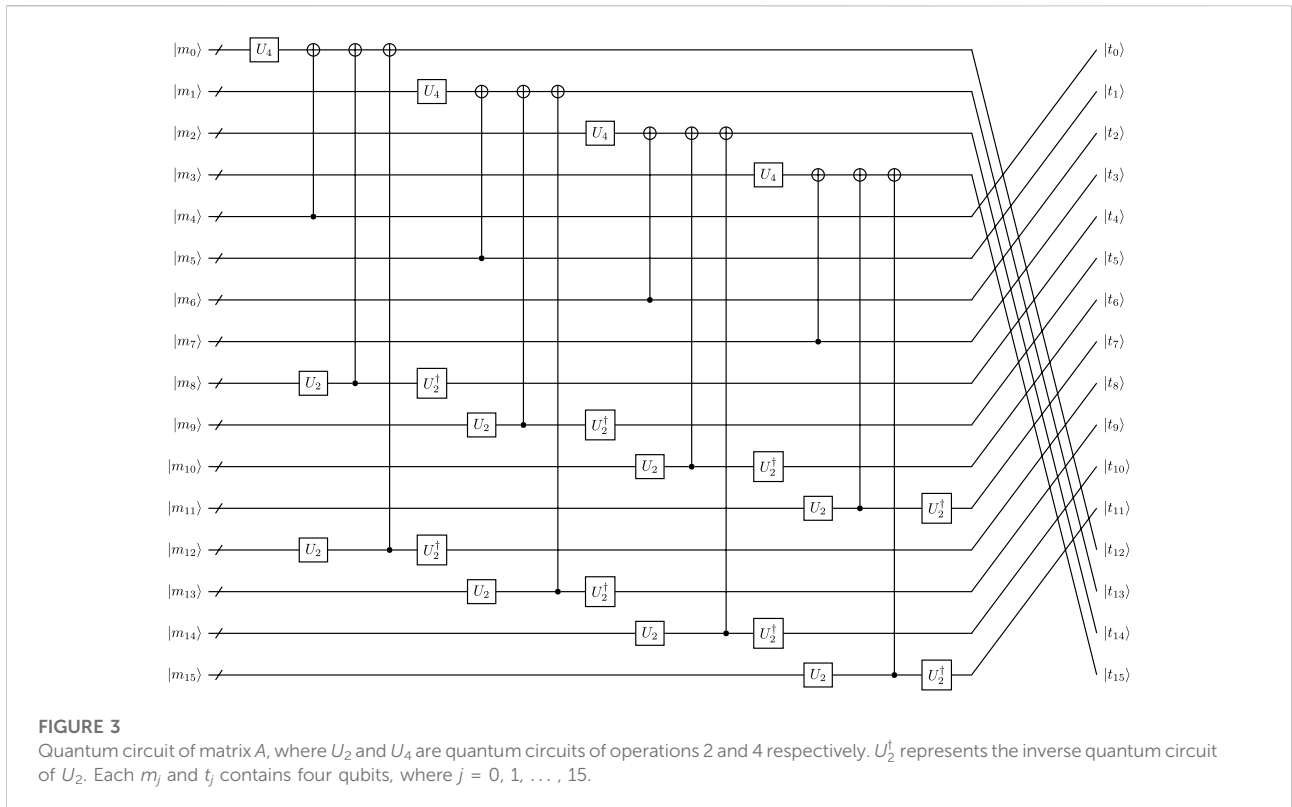 |m₀⟩ U₄ |t₀⟩
|m₁⟩ U₄ |t₁⟩
|m₂⟩ U₄ |t₂⟩
|m₃⟩ U₄ |t₃⟩
|m₄⟩ |t₄⟩
|m₅⟩ |t₅⟩
|m₆⟩ |t₆⟩
|m₇⟩ |t₇⟩
|m₈⟩ U₂ U₂† |t₈⟩
|m₉⟩ U₂ U₂† |t₉⟩
|m₁₀⟩ U₂ U₂† |t₁₀⟩
|m₁₁⟩ U₂ U₂† |t₁₁⟩
|m₁₂⟩ U₂ U₂† |t₁₂⟩
|m₁₃⟩ U₂ U₂† |t₁₃⟩
|m₁₄⟩ U₂ U₂† |t₁₄⟩
|m₁₅⟩ U₂ U₂† |t₁₅⟩
FIGURE 3
Quantum circuit of matrix A, where U₂ and U₄ are quantum circuits of operations 2 and 4 respectively. U₂† represents the inverse quantum circuit
of U₂. Each mⱼ and tⱼ contains four qubits, where j = 0, 1, ..., 15.